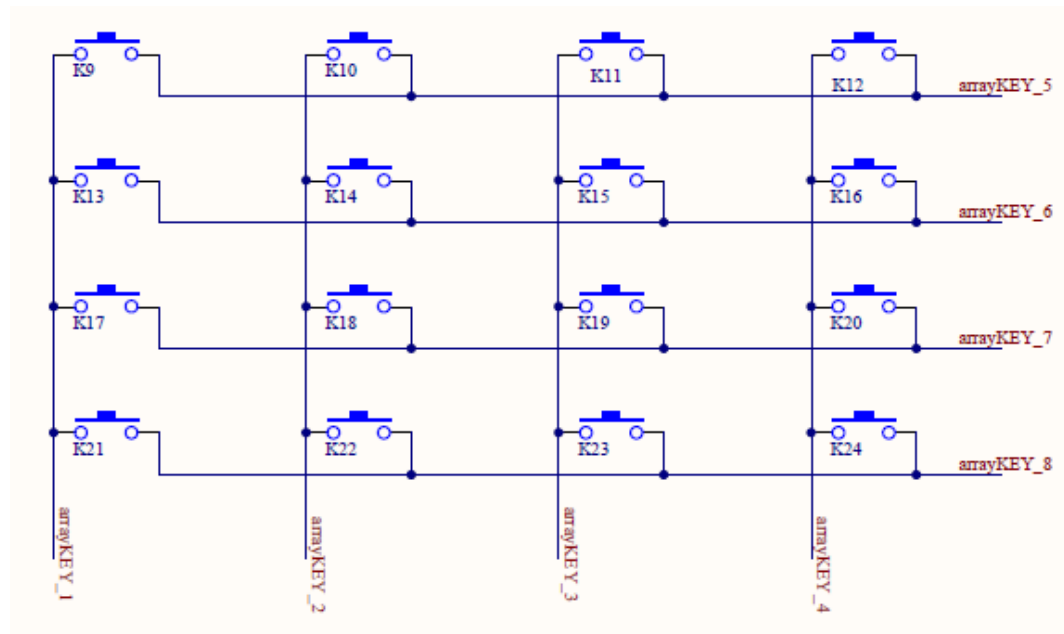 K9 K10 K11 K12
arrayKEY_5
K13 K14 K15 K16
arrayKEY_6
K17 K18 K19 K20
arrayKEY_7
K21 K22 K23 K24
arrayKEY_8
arrayKEY_1
arrayKEY_2
arrayKEY_3
arrayKEY_4